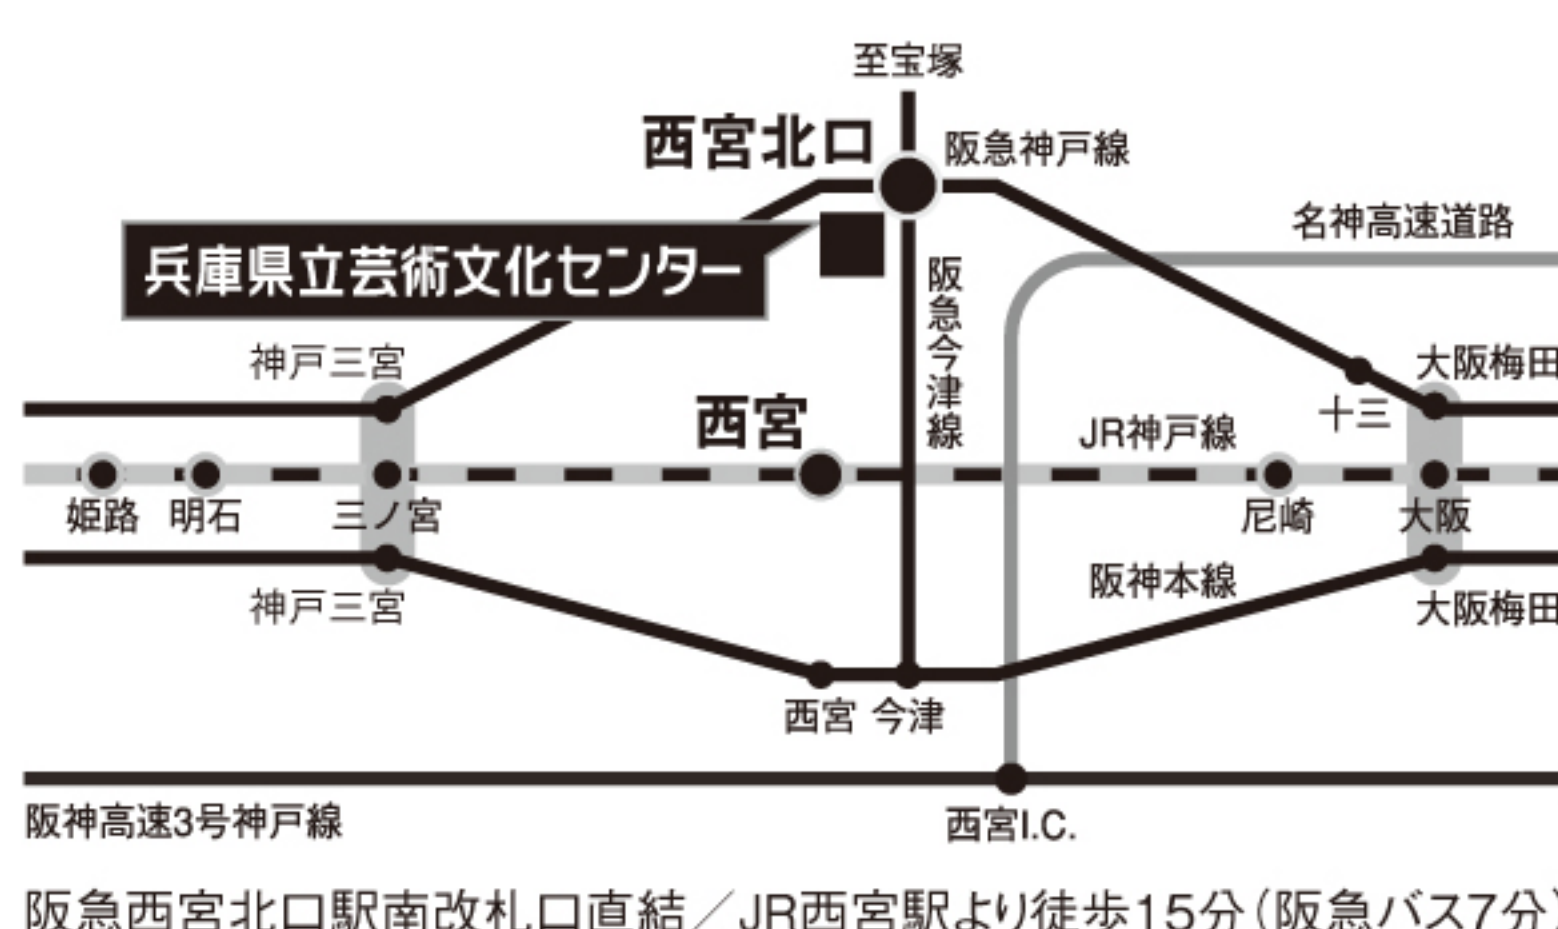 至宝塚
西宮北口
阪急神戸線
名神高速道路
兵庫県立芸術文化センター
阪急今津線
神戸三宮
大阪梅田
十三
西宮
JR神戸線
姫路
明石
三ノ宮
尼崎
大阪
阪神本線
神戸三宮
大阪梅田
西宮
今津
阪神高速3号神戸線
西宮I.C.
阪急西宮北口駅南改札口直結／JR西宮駅より徒歩15分（阪急バス7分）